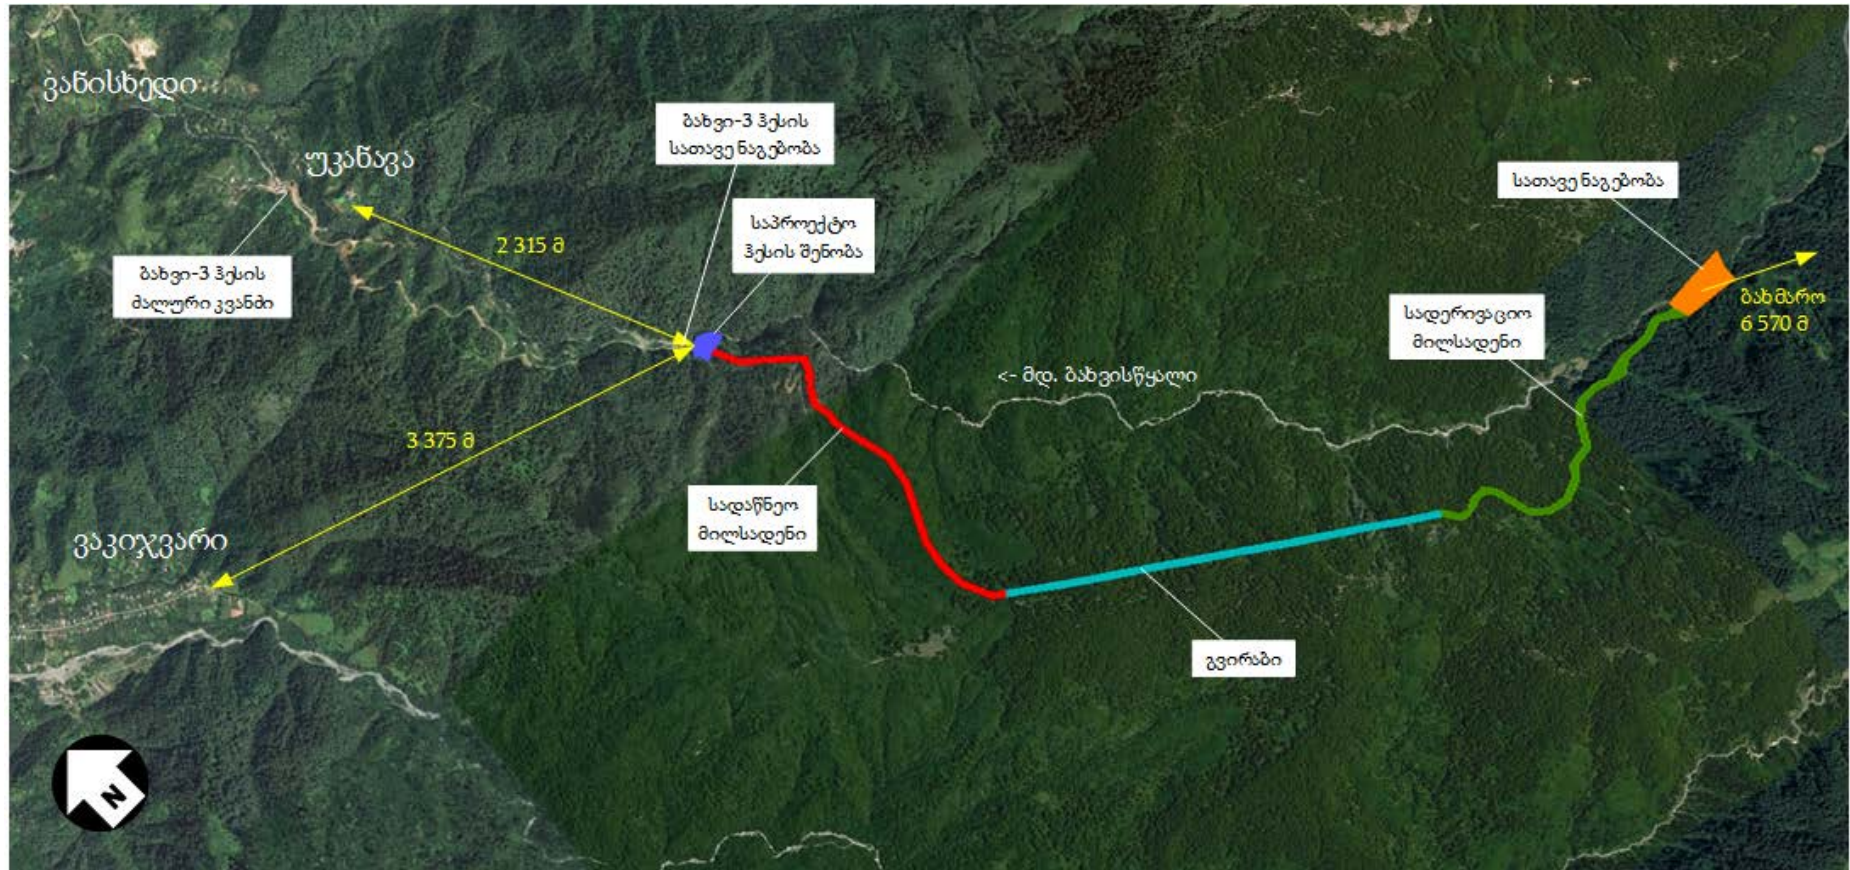 ვანისხედი
უკანავა
ბახვი-3 ჰესის
სათავე ნაგებობა
საპროექტო
ჰესის შენობა
ბახვი-3 ჰესის
ძალური კვანძი
2 315 მ
სათავე ნაგებობა
ბახმარო
6 570 მ
სადერივაციო
მილსადენი
<- მდ. ბახვისწყალი
3 375 მ
სადაწნეო
მილსადენი
ვაკიჯვარი
გვირაბი
N